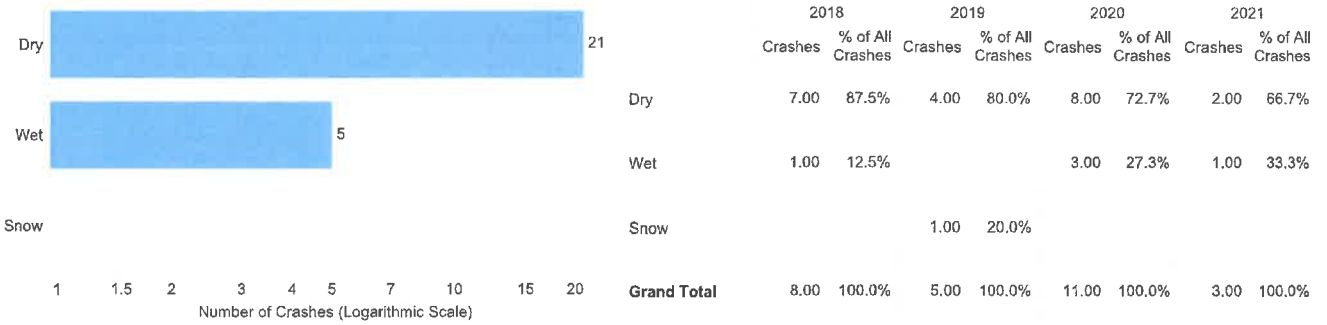 Dry 21
Wet 5
Snow
1 1.5 2 3 4 5 7 10 15 20
Number of Crashes (Logarithmic Scale)
2018 2019 2020 2021
Crashes % of All Crashes Crashes % of All Crashes Crashes % of All Crashes Crashes % of All Crashes
Dry 7.00 87.5% 4.00 80.0% 8.00 72.7% 2.00 66.7%
Wet 1.00 12.5% 3.00 27.3% 1.00 33.3%
Snow 1.00 20.0%
Grand Total 8.00 100.0% 5.00 100.0% 11.00 100.0% 3.00 100.0%